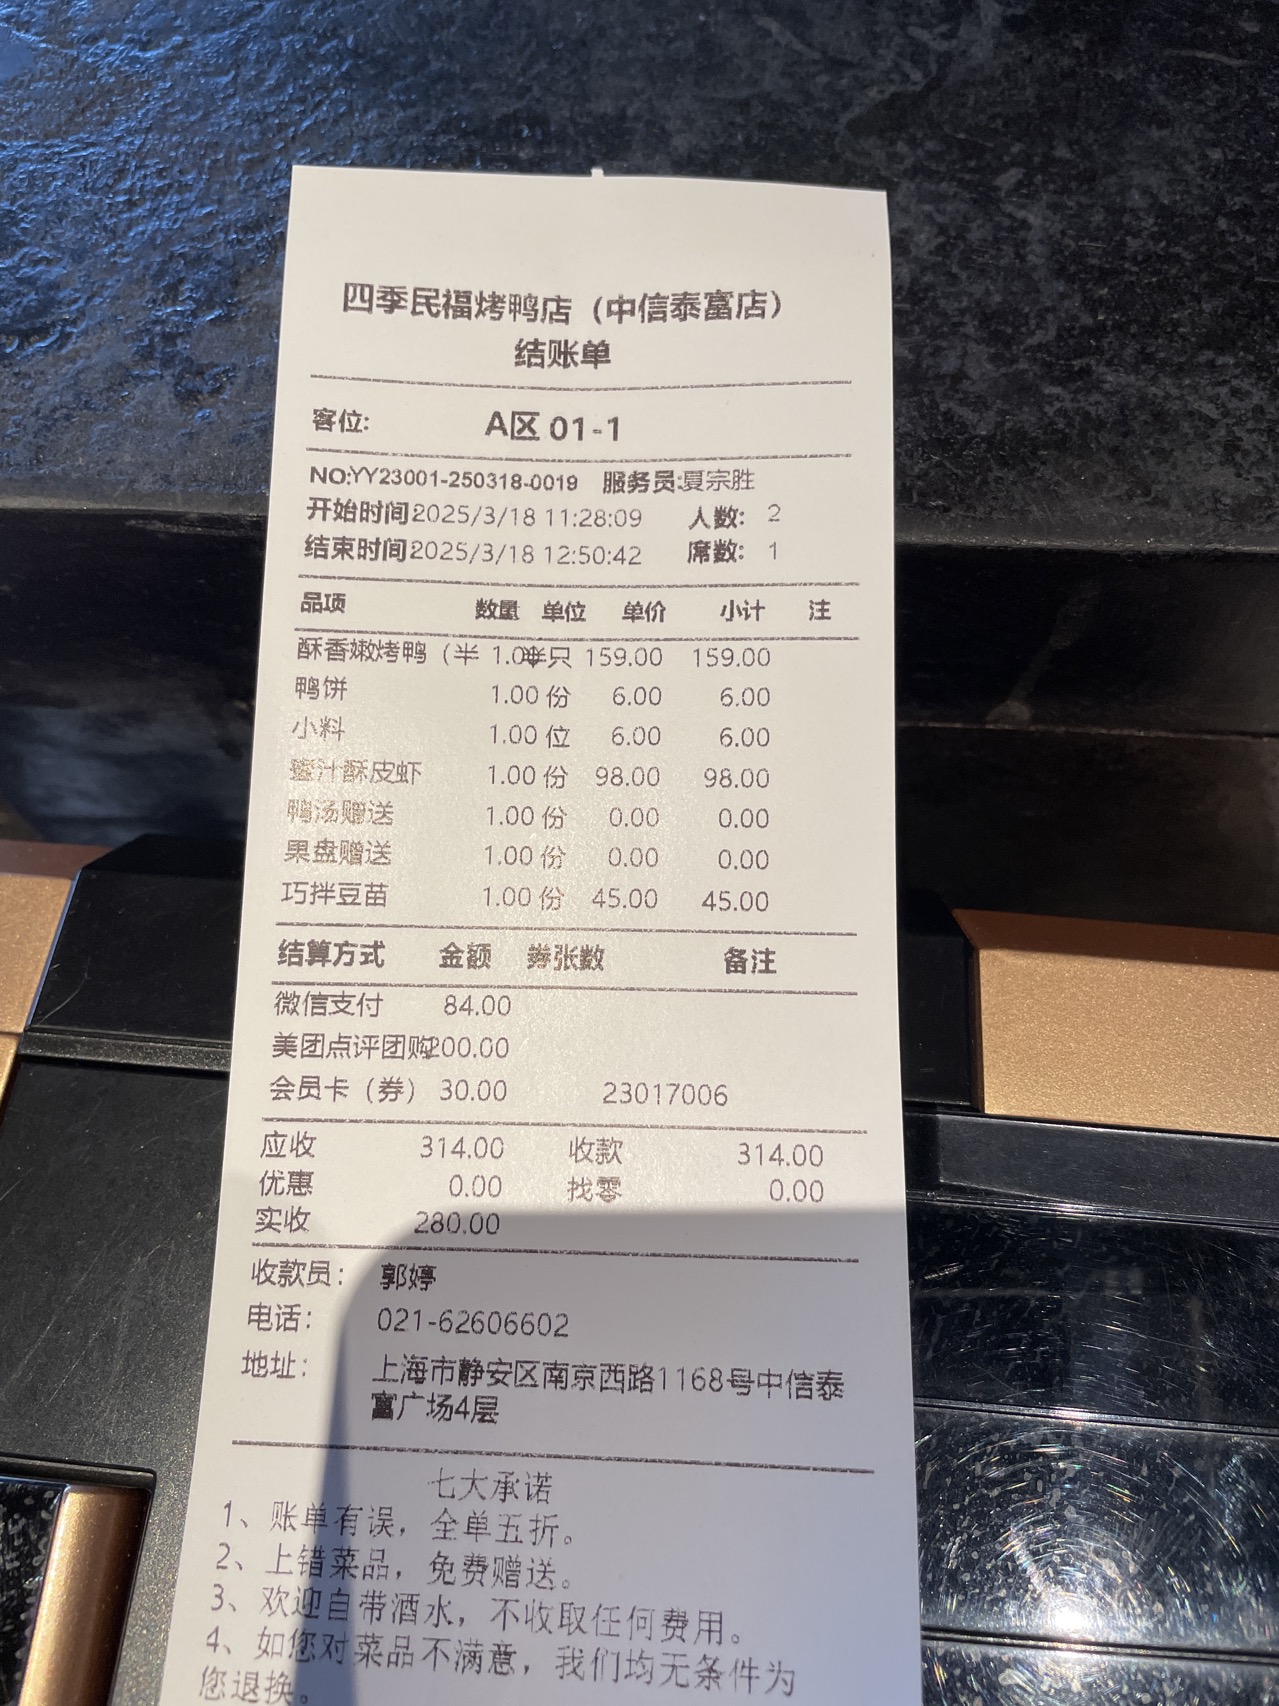 四季民福烤鸭店（中信泰富店）
结账单
客位: A区 01-1
NO:YY23001-250318-0019 服务员:夏宗胜
开始时间2025/3/18 11:28:09 人数: 2
结束时间2025/3/18 12:50:42 席数: 1
品项 数量 单位 单价 小计 注
酥香嫩烤鸭（半 1.00半只 159.00 159.00
鸭饼 1.00 份 6.00 6.00
小料 1.00 位 6.00 6.00
蜜汁酥皮虾 1.00 份 98.00 98.00
鸭汤赠送 1.00 份 0.00 0.00
果盘赠送 1.00 份 0.00 0.00
巧拌豆苗 1.00 份 45.00 45.00
结算方式 金额 券张数 备注
微信支付 84.00
美团点评团购200.00
会员卡（券） 30.00 23017006
应收 314.00 收款 314.00
优惠 0.00 找零 0.00
实收 280.00
收款员: 郭婷
电话: 021-62606602
地址: 上海市静安区南京西路1168号中信泰
富广场4层
七大承诺
1、账单有误，全单五折。
2、上错菜品，免费赠送。
3、欢迎自带酒水，不收取任何费用。
4、如您对菜品不满意，我们均无条件为
您退换。